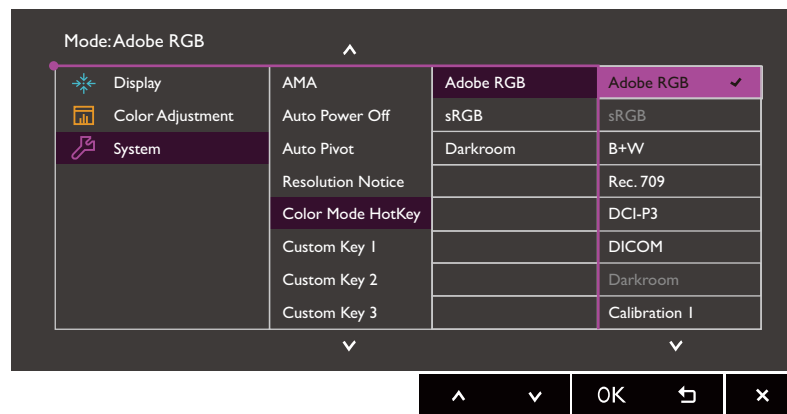 Mode: Adobe RGB
Display
Color Adjustment
System
AMA
Auto Power Off
Auto Pivot
Resolution Notice
Color Mode HotKey
Custom Key 1
Custom Key 2
Custom Key 3
Adobe RGB
sRGB
Darkroom
Adobe RGB
sRGB
B+W
Rec. 709
DCI-P3
DICOM
Darkroom
Calibration 1
OK